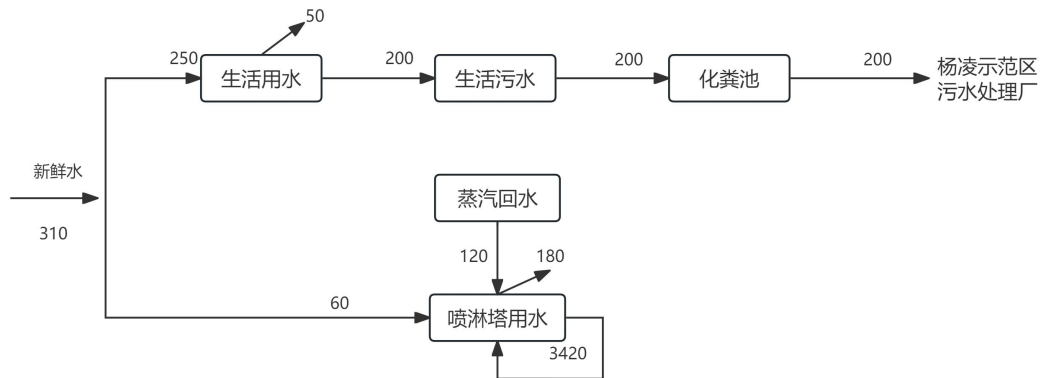 50
250
生活用水
200
生活污水
200
化粪池
200
杨凌示范区
污水处理厂
新鲜水
310
蒸汽回水
120
180
60
喷淋塔用水
3420